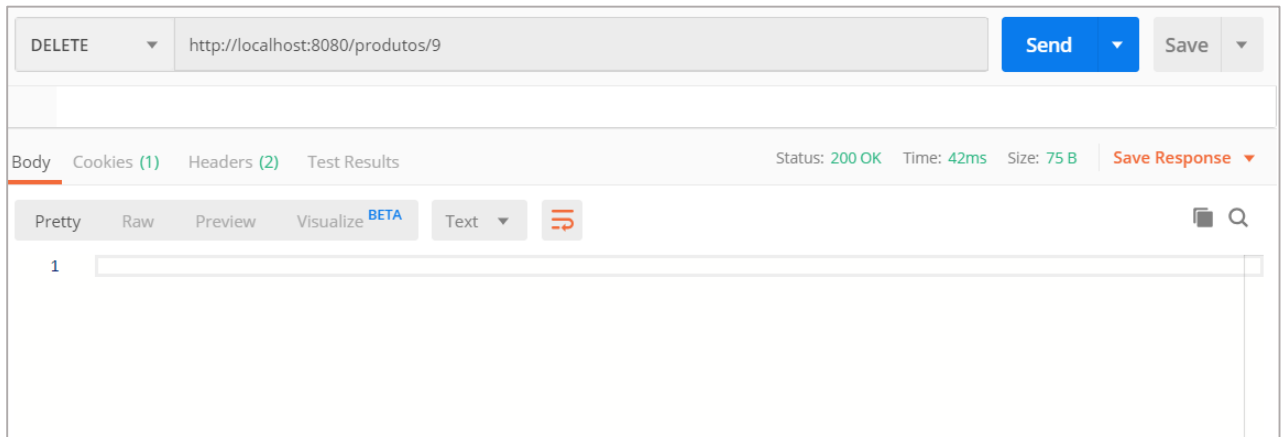 DELETE http://localhost:8080/produtos/9 Send Save
Body Cookies (1) Headers (2) Test Results Status: 200 OK Time: 42ms Size: 75 B Save Response
Pretty Raw Preview Visualize BETA Text
1